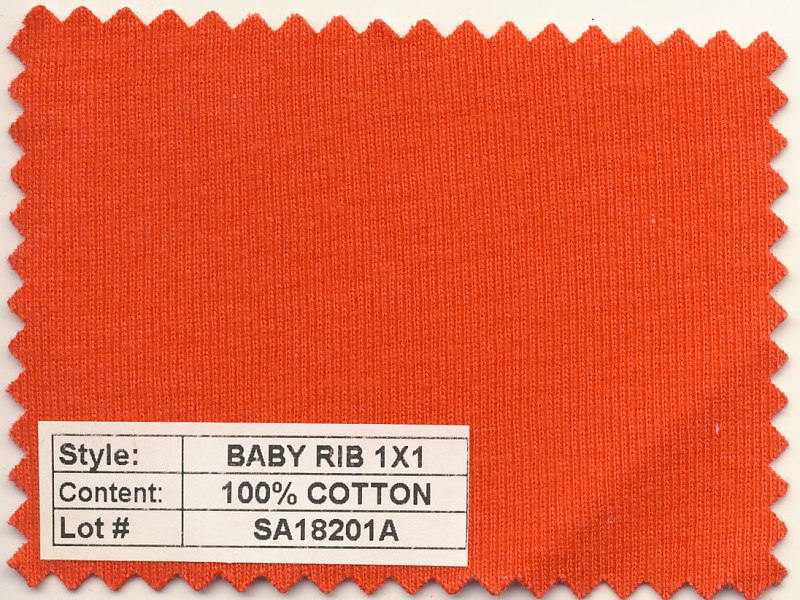 Style: BABY RIB 1X1
Content: 100% COTTON
Lot # SA18201A